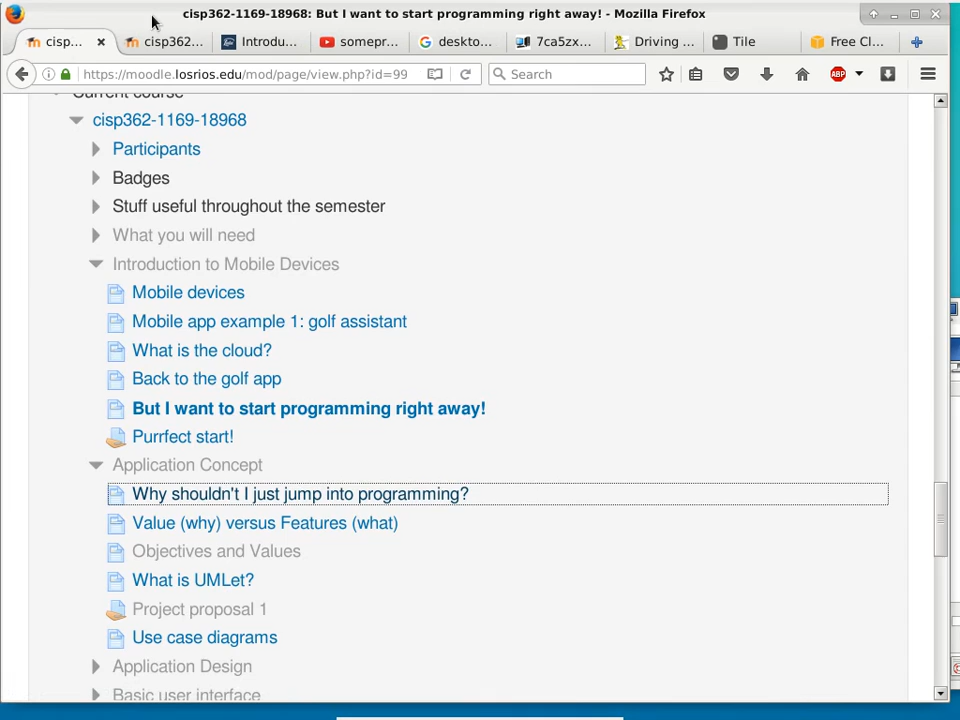 cisp362-1169-18968: But I want to start programming right away! - Mozilla Firefox
cisp...
cisp362...
Introdu...
somepr...
deskto...
7ca5zx...
Driving ...
Tile
Free Cl...
https://moodle.losrios.edu/mod/page/view.php?id=99
Search
ABP
Current course
cisp362-1169-18968
Participants
Badges
Stuff useful throughout the semester
What you will need
Introduction to Mobile Devices
Mobile devices
Mobile app example 1: golf assistant
What is the cloud?
Back to the golf app
But I want to start programming right away!
Purrfect start!
Application Concept
Why shouldn't I just jump into programming?
Value (why) versus Features (what)
Objectives and Values
What is UMLet?
Project proposal 1
Use case diagrams
Application Design
Basic user interface